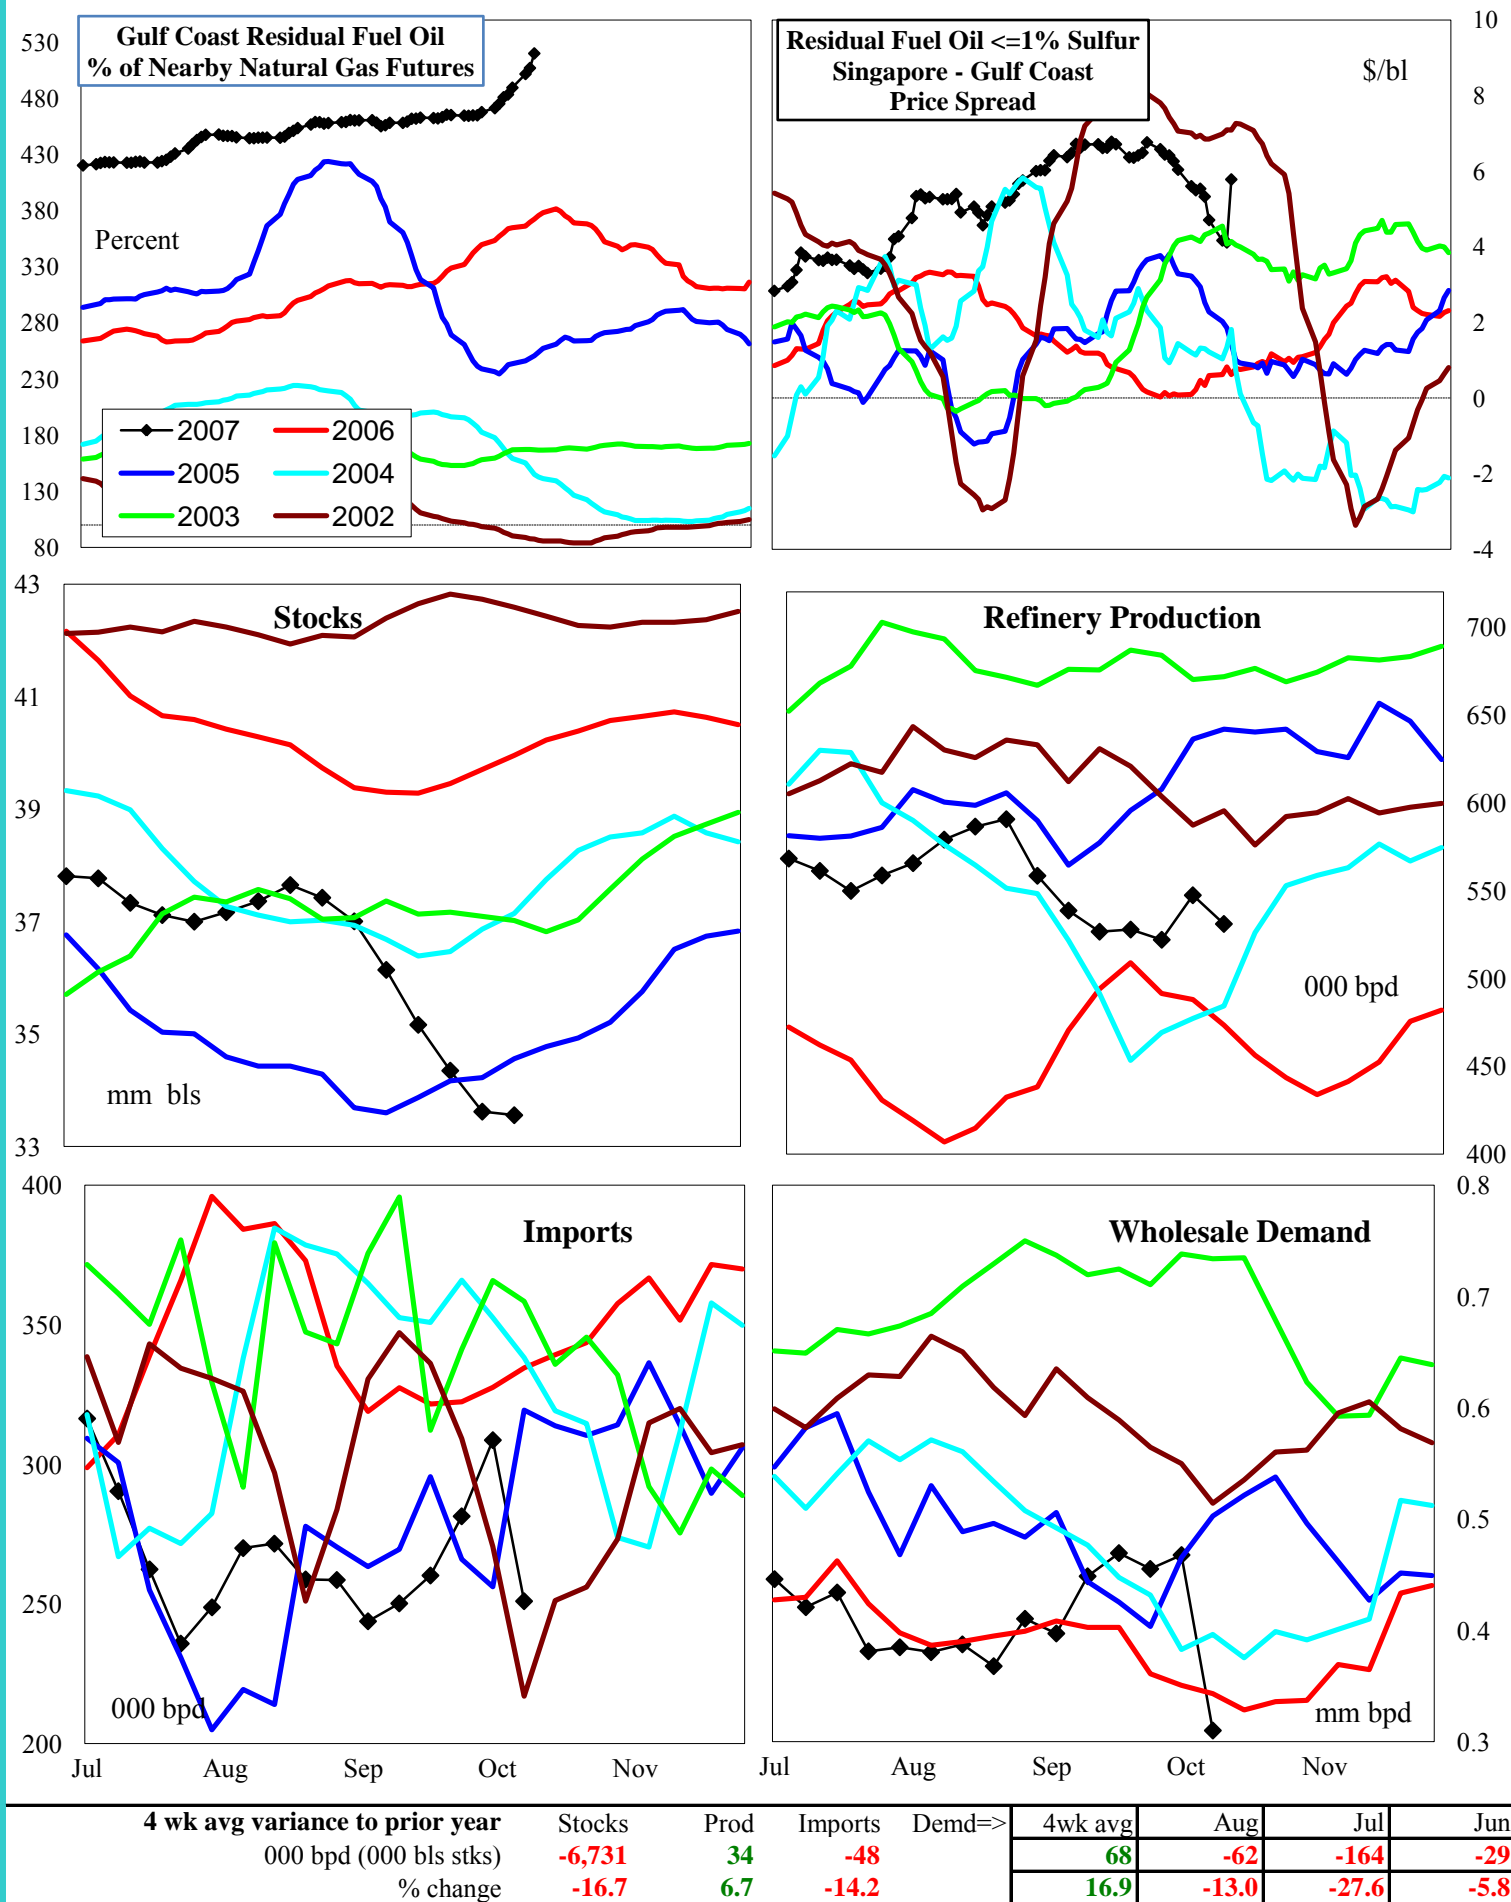 Gulf Coast Residual Fuel Oil
% of Nearby Natural Gas Futures
530
480
430
380
330
280
230
180
130
80
Percent
2007 2006
2005 2004
2003 2002
Residual Fuel Oil <=1% Sulfur
Singapore - Gulf Coast
Price Spread
$/bl
10
8
6
4
2
0
-2
-4
Stocks
43
41
39
37
35
33
mm bls
Refinery Production
700
650
600
550
500
450
400
000 bpd
Imports
400
350
300
250
200
000 bpd
Jul Aug Sep Oct Nov
Wholesale Demand
0.8
0.7
0.6
0.5
0.4
0.3
mm bpd
Jul Aug Sep Oct Nov
4 wk avg variance to prior year Stocks Prod Imports Demd=> 4wk avg Aug Jul Jun
000 bpd (000 bls stks) -6,731 34 -48 68 -62 -164 -29
% change -16.7 6.7 -14.2 16.9 -13.0 -27.6 -5.8